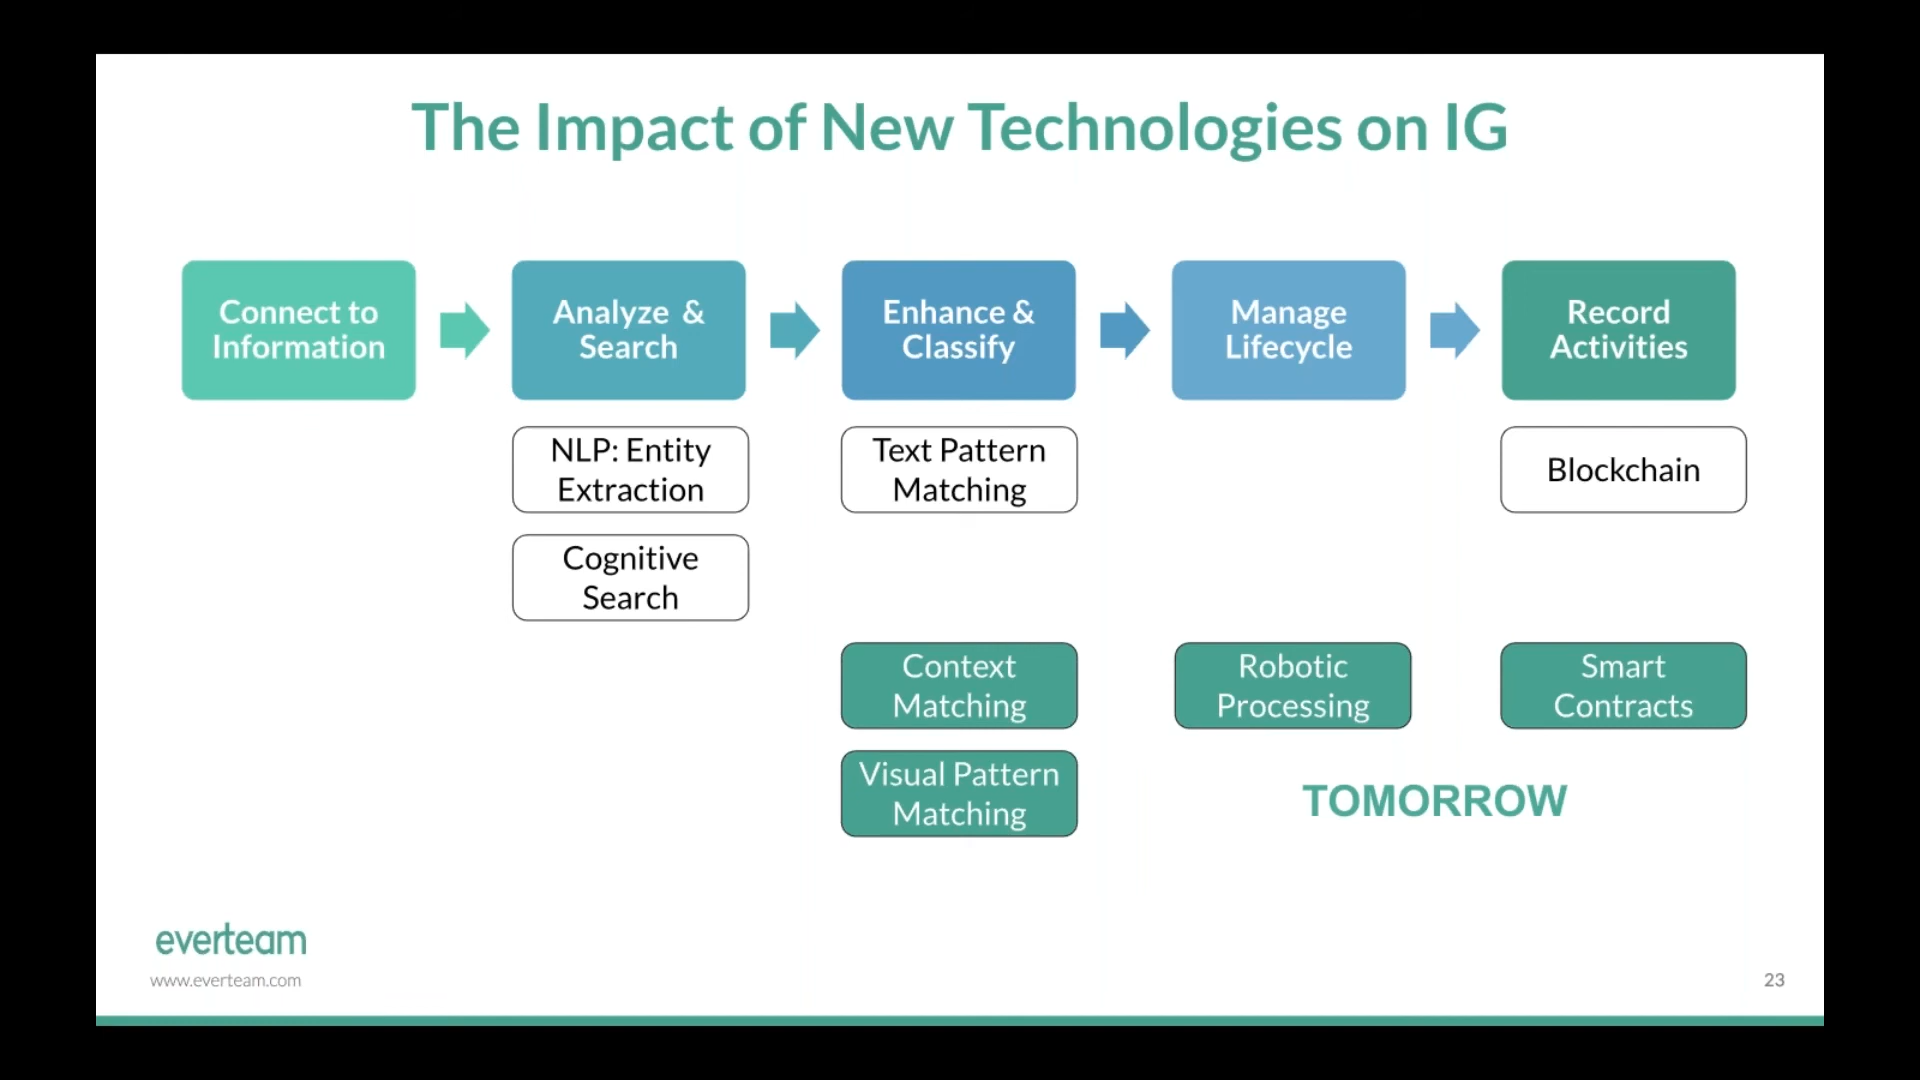 The Impact of New Technologies on IG
Connect to
Information
Analyze & 
Search
Enhance &
Classify
Manage
Lifecycle
Record
Activities
NLP: Entity
Extraction
Text Pattern
Matching
Blockchain
Cognitive
Search
Context
Matching
Robotic
Processing
Smart
Contracts
Visual Pattern
Matching
TOMORROW
everteam
www.everteam.com
23